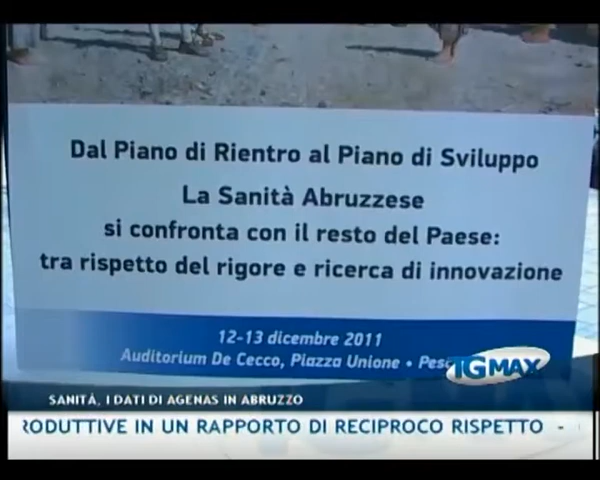 Dal Piano di Rientro al Piano di Sviluppo
La Sanità Abruzzese
si confronta con il resto del Paese:
tra rispetto del rigore e ricerca di innovazione
12-13 dicembre 2011
Auditorium De Cecco, Piazza Unione •
TGMAX
SANITÀ, I DATI DI AGENAS IN ABRUZZO
IN UN RAPPORTO DI RECIPROCO RISPETTO -